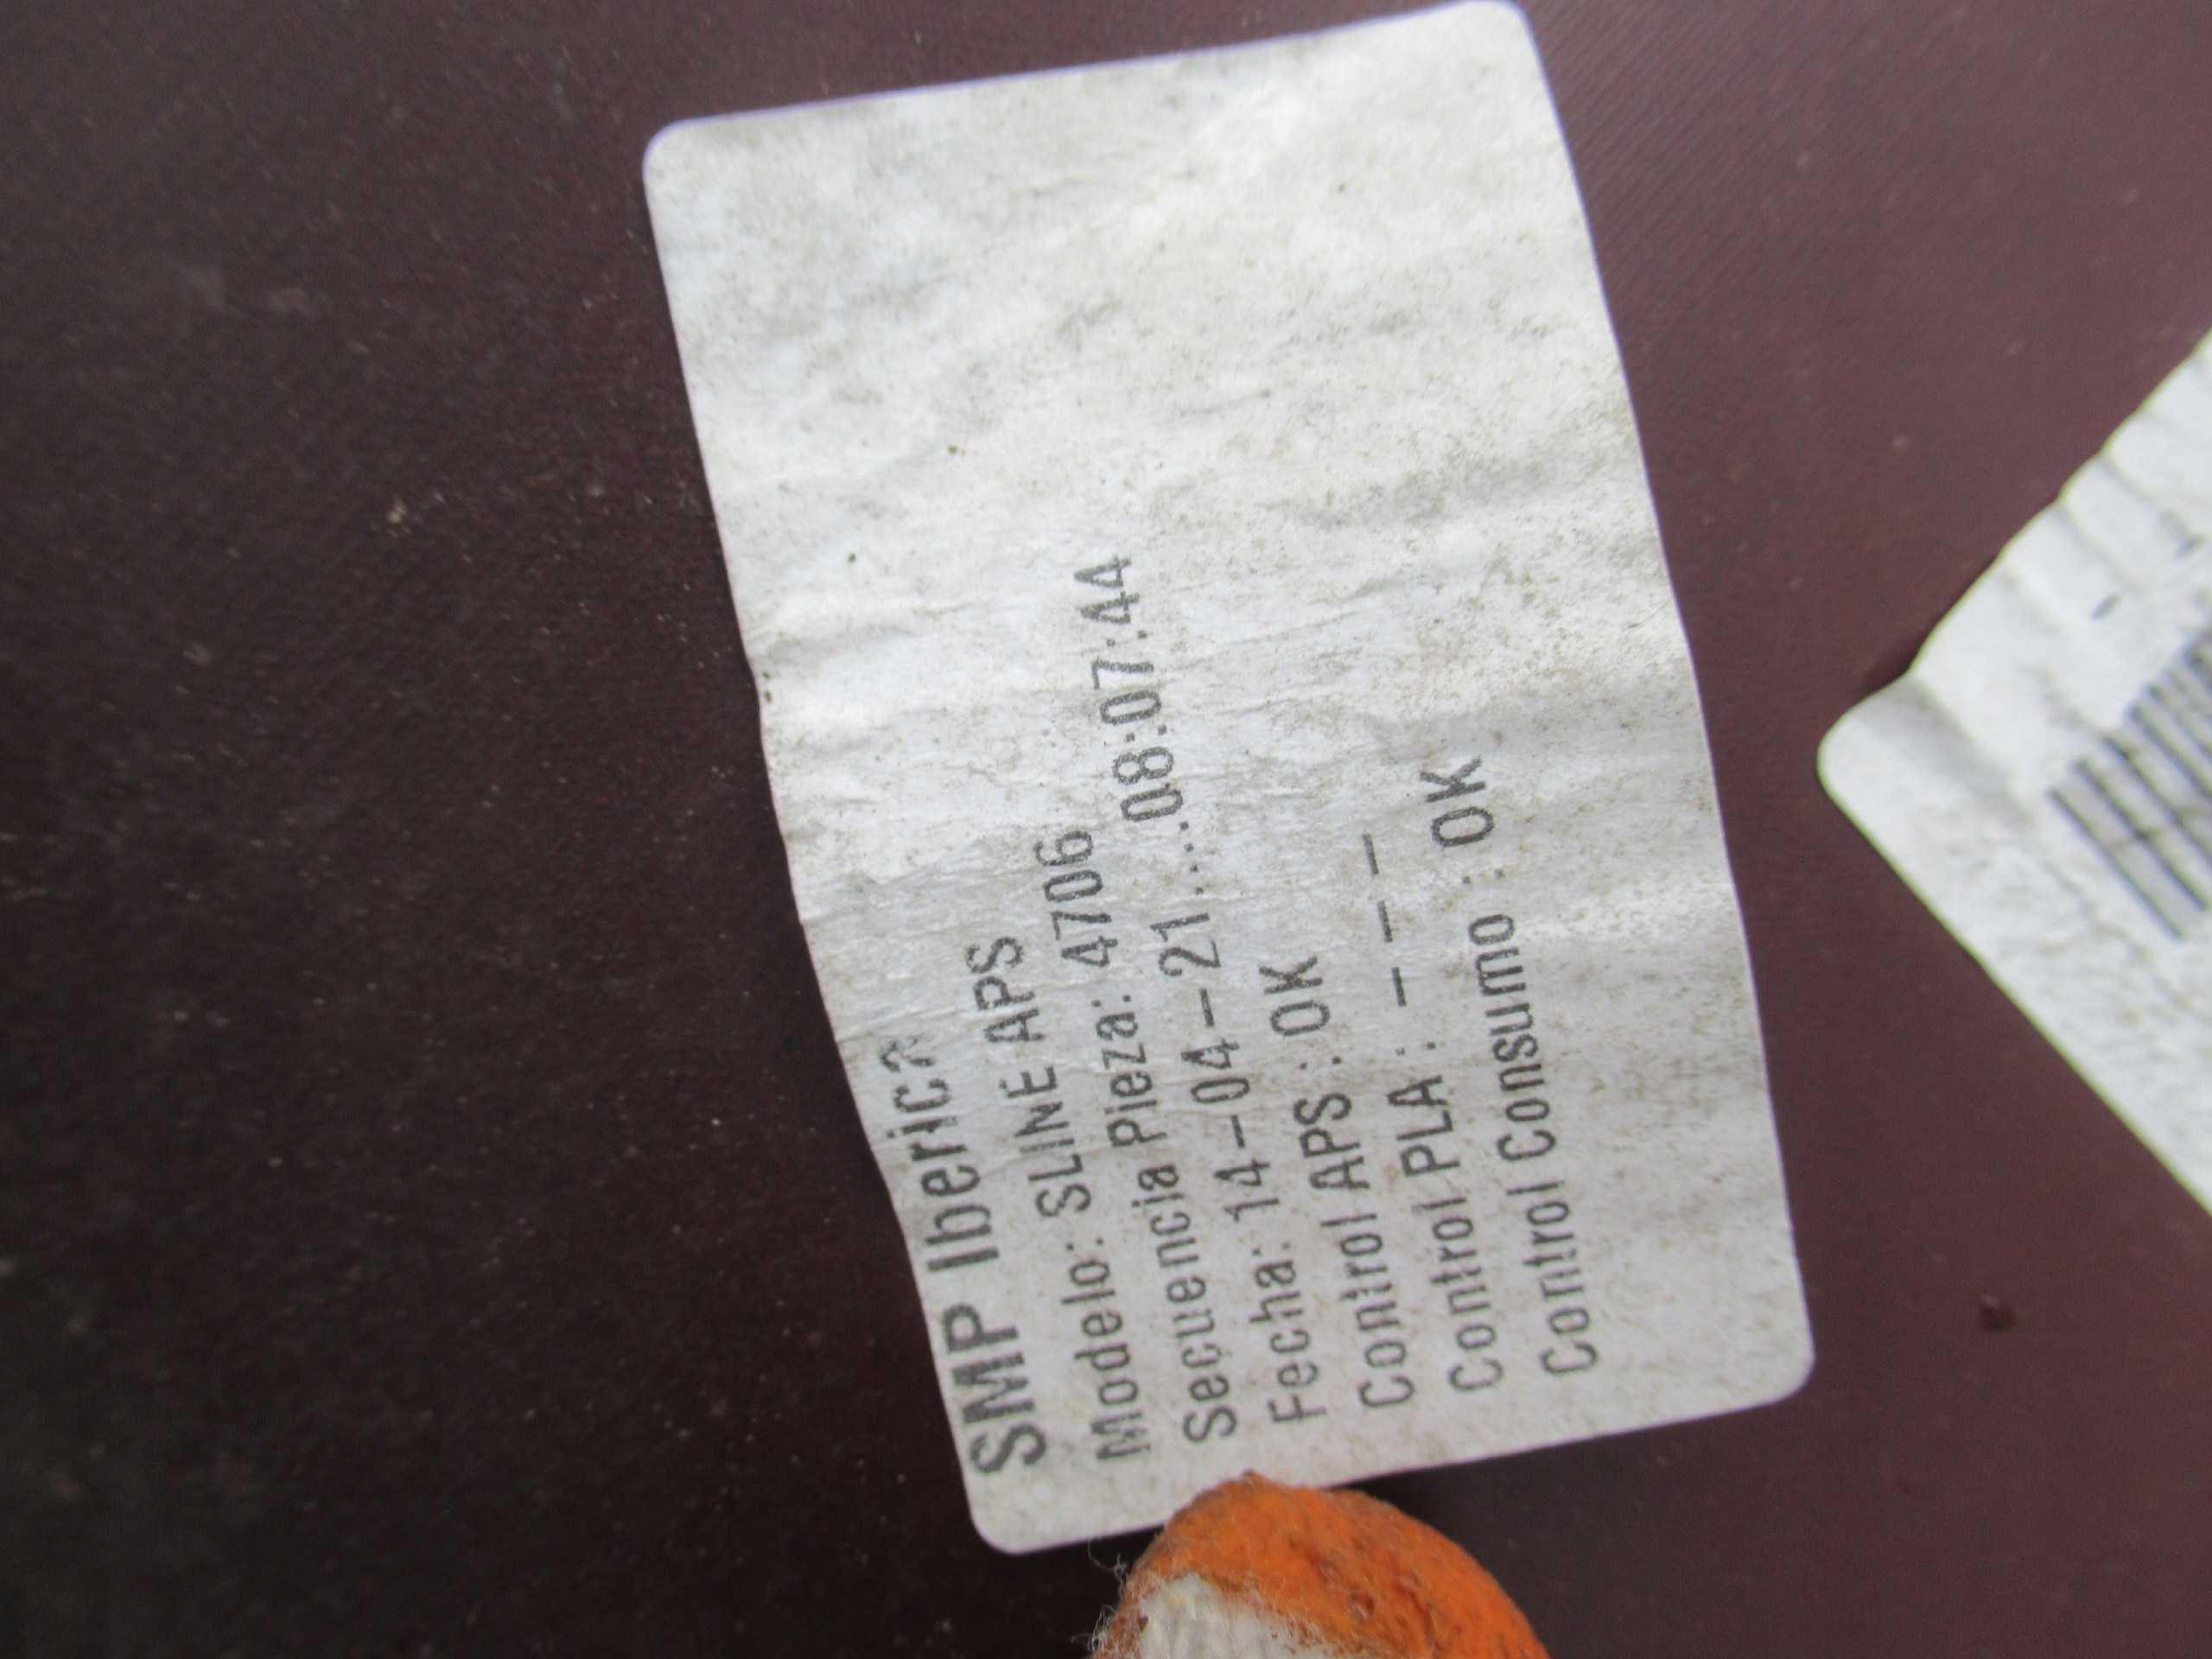 SMP Iberica
Modelo: SLINE APS
Secuencia Pieza: 4706
Fecha: 14-04-21....08:07:44
Control APS : OK
Control PLA : ----
Control Consumo : OK